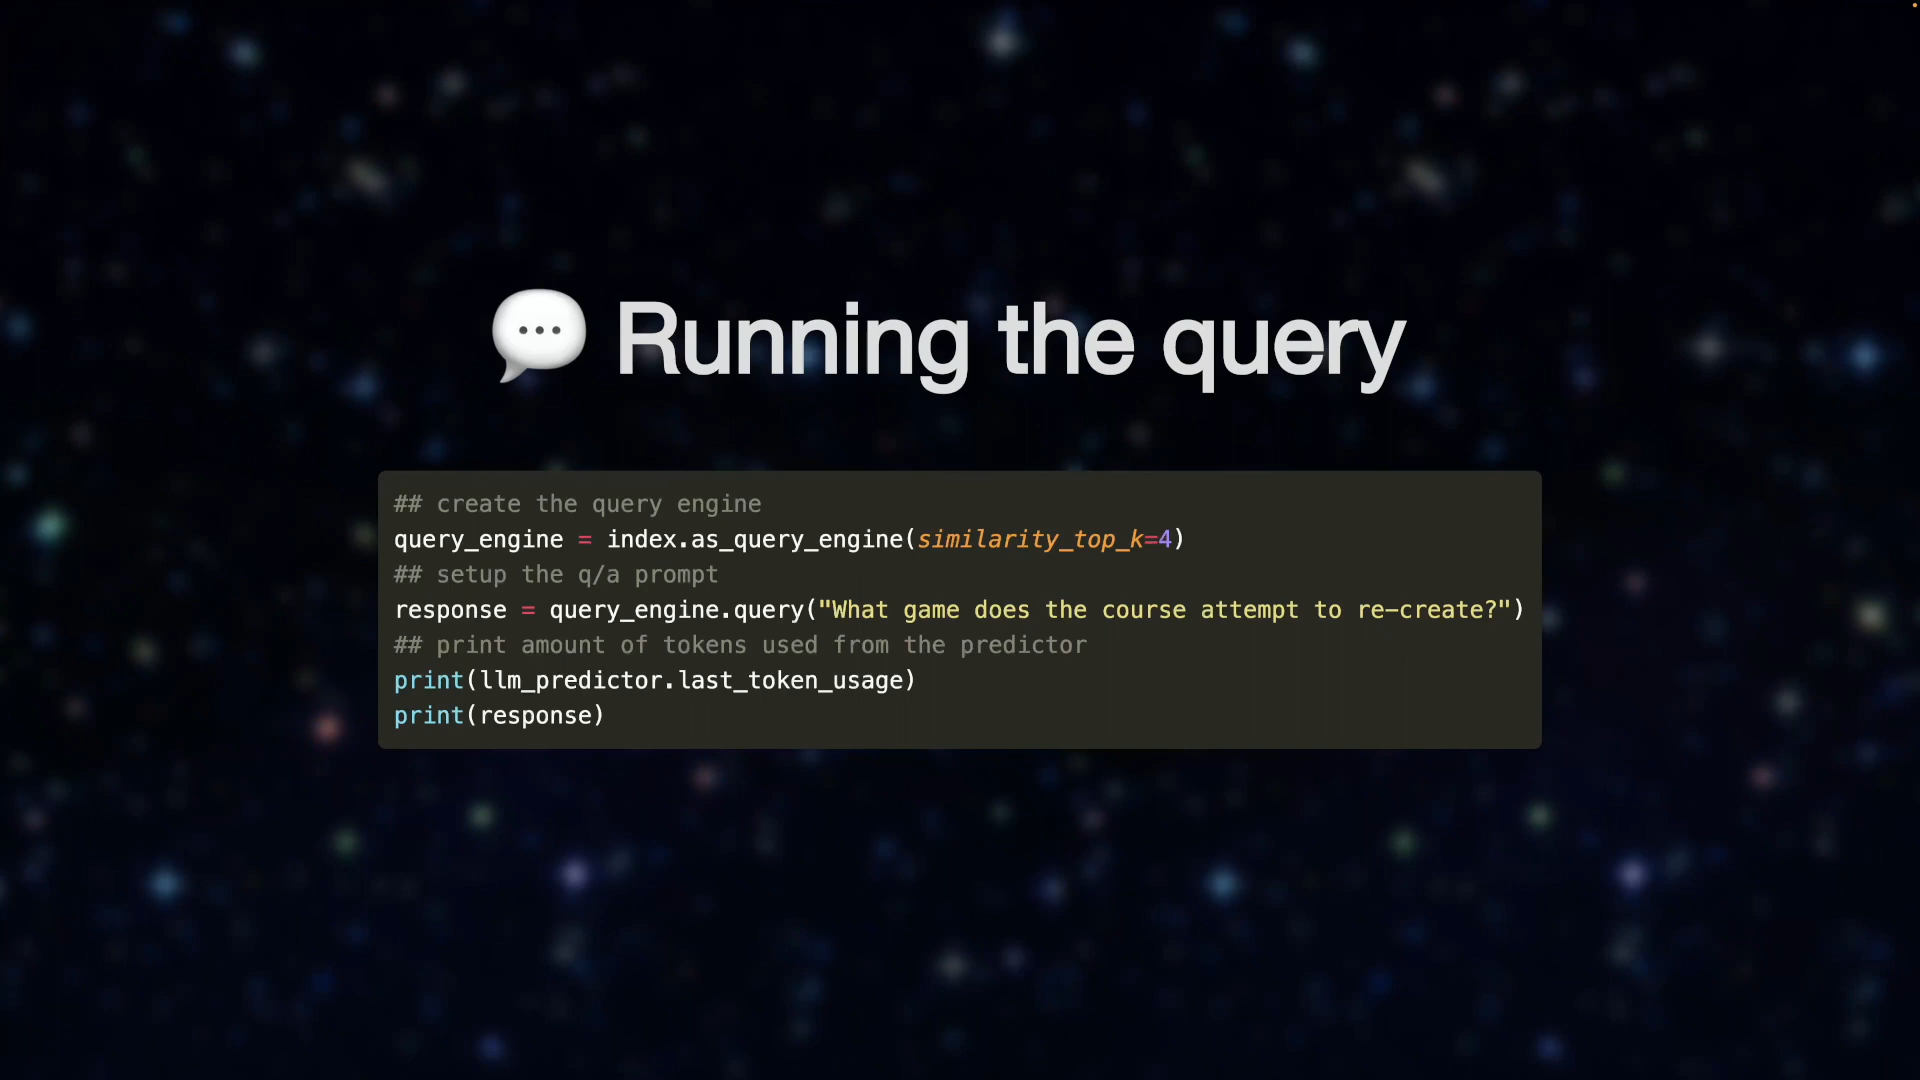 💬 Running the query
## create the query engine
query_engine = index.as_query_engine(similarity_top_k=4)
## setup the q/a prompt
response = query_engine.query("What game does the course attempt to re-create?")
## print amount of tokens used from the predictor
print(llm_predictor.last_token_usage)
print(response)